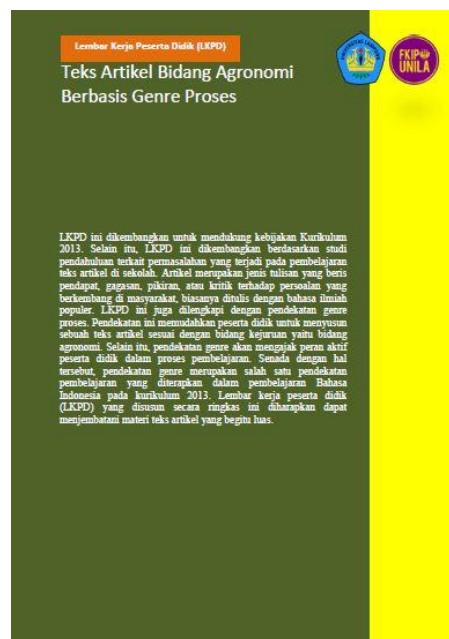 Lembar Kerja Peserta Didik (LKPD)
Teks Artikel Bidang Agronomi
Berbasis Genre Proses
UNIVERSITAS LAMPUNG
FKIP
UNILA
LKPD ini dikembangkan untuk mendukung kebijakan Kurikulum
2013. Selain itu, LKPD ini dikembangkan berdasarkan studi
pendahuluan terkait permasalahan yang terjadi pada pembelajaran
teks artikel di sekolah. Artikel merupakan jenis tulisan yang beris
pendapat, gagasan, pikiran, atau kritik terhadap persoalan yang
berkembang di masyarakat, biasanya ditulis dengan bahasa ilmiah
populer. LKPD ini juga dilengkapi dengan pendekatan genre
proses. Pendekatan ini memudahkan peserta didik untuk menyusun
sebuah teks artikel sesuai dengan bidang kejuruan yaitu bidang
agronomi. Selain itu, pendekatan genre akan mengajak peran aktif
peserta didik dalam proses pembelajaran. Senada dengan hal
tersebut, pendekatan genre merupakan salah satu pendekatan
pembelajaran yang diterapkan dalam pembelajaran Bahasa
Indonesia pada kurikulum 2013. Lembar kerja peserta didik
(LKPD) yang disusun secara ringkas ini diharapkan dapat
menjembatani materi teks artikel yang begitu luas.